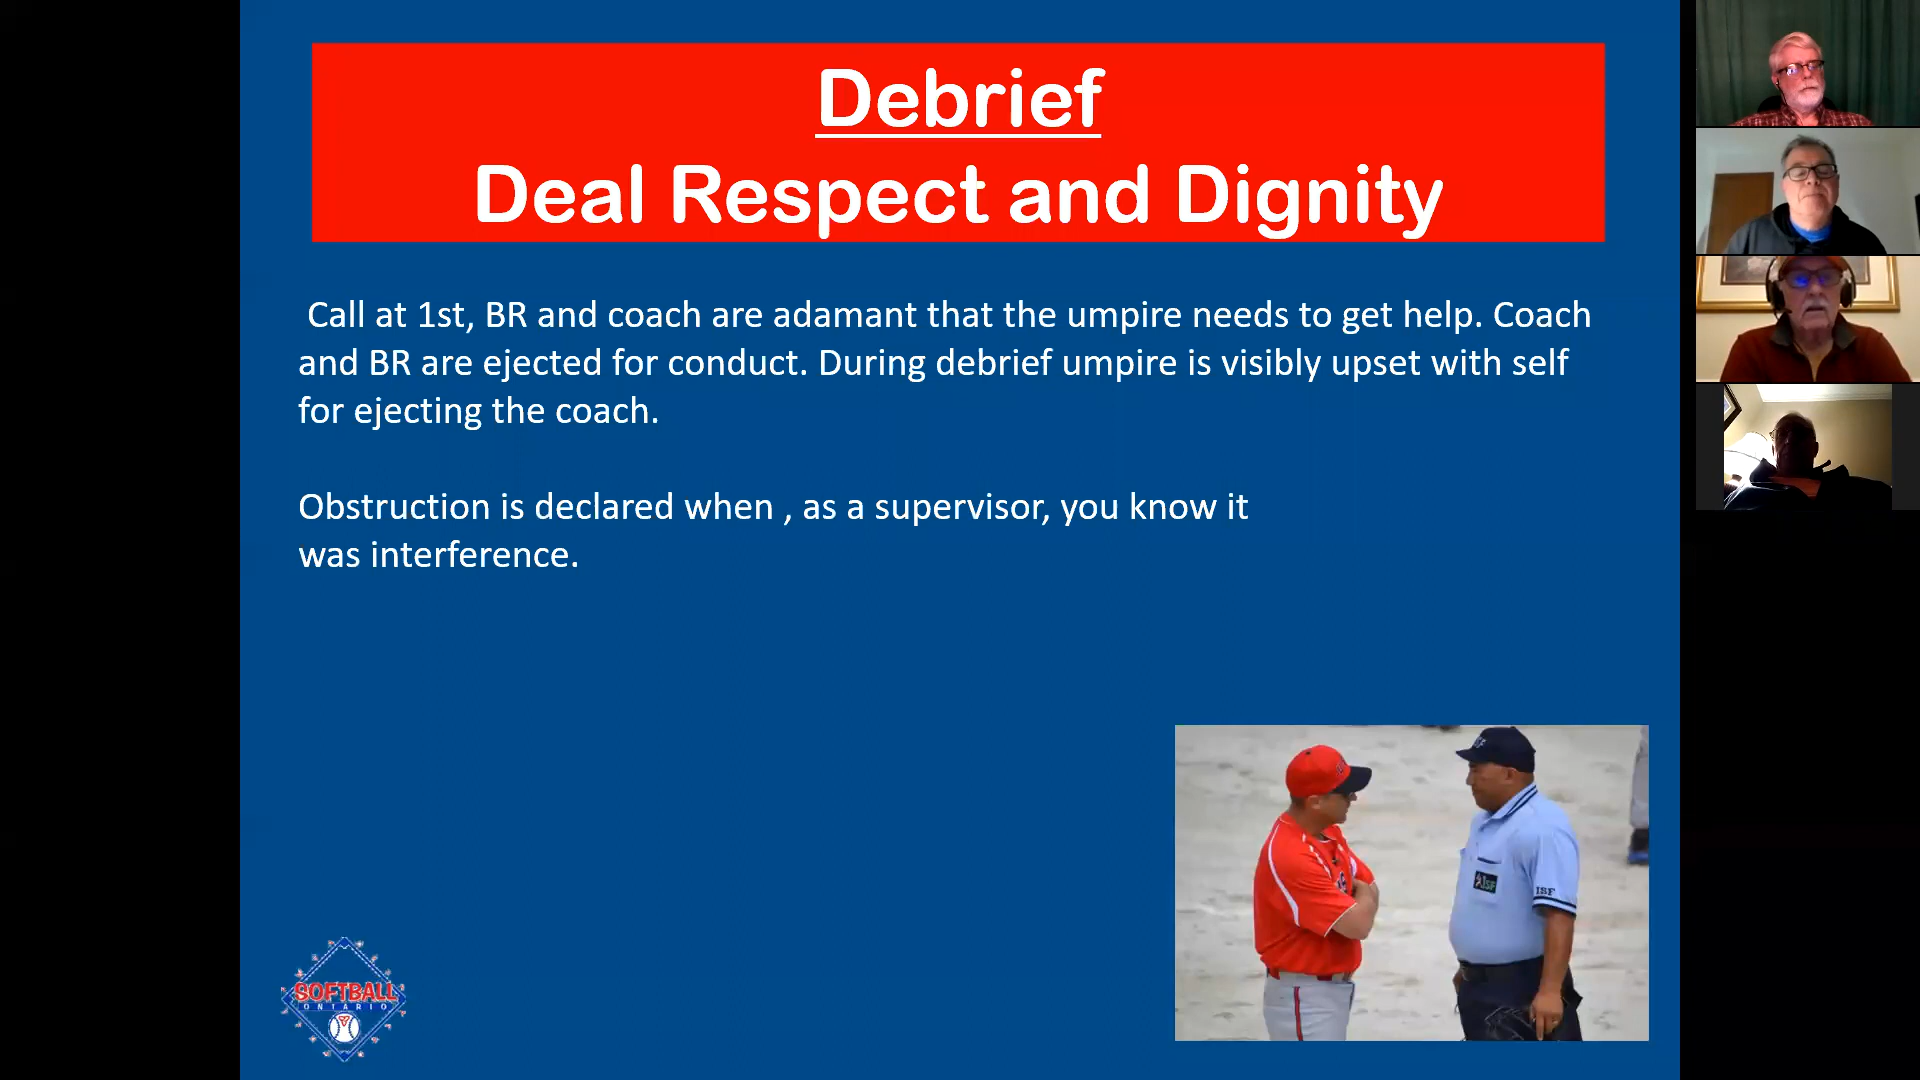 Debrief
Deal Respect and Dignity
Call at 1st, BR and coach are adamant that the umpire needs to get help. Coach
and BR are ejected for conduct. During debrief umpire is visibly upset with self
for ejecting the coach.
Obstruction is declared when , as a supervisor, you know it
was interference.
ISF
ISF
SOFTBALL
ONTARIO